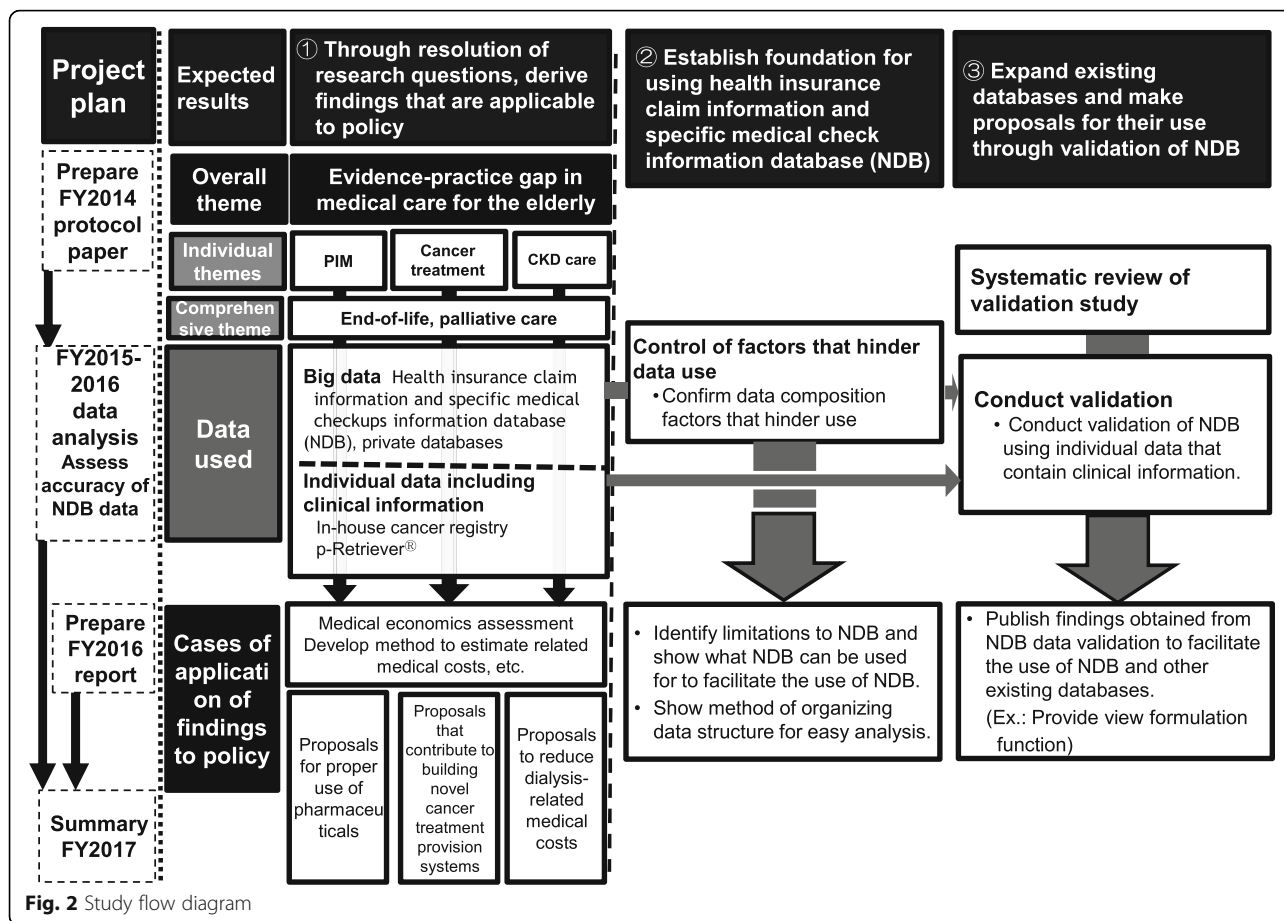 Project
plan
Prepare
FY2014
protocol
paper
FY2015-
2016
data
analysis
Assess
accuracy of
NDB data
Prepare
FY2016
report
Summary
FY2017
Expected
results
① Through resolution of
research questions, derive
findings that are applicable
to policy
Overall
theme
Evidence-practice gap in
medical care for the elderly
Individual
themes
PIM
Cancer
treatment
CKD care
Comprehen
sive theme
End-of-life, palliative care
Data
used
Big data Health insurance claim
information and specific medical
checkups information database
(NDB), private databases
Individual data including
clinical information
In-house cancer registry
p-Retriever®
Cases of
applicati
on of
findings
to policy
Medical economics assessment
Develop method to estimate related
medical costs, etc.
Proposals
for proper
use of
pharmaceu
ticals
Proposals
that
contribute to
building
novel
cancer
treatment
provision
systems
Proposals
to reduce
dialysis-
related
medical
costs
② Establish foundation for
using health insurance
claim information and
specific medical check
information database (NDB)
Control of factors that hinder
data use
•Confirm data composition
factors that hinder use
• Identify limitations to NDB and
show what NDB can be used
for to facilitate the use of NDB.
• Show method of organizing
data structure for easy analysis.
③ Expand existing
databases and make
proposals for their use
through validation of NDB
Systematic review of
validation study
Conduct validation
• Conduct validation of NDB
using individual data that
contain clinical information.
• Publish findings obtained from
NDB data validation to facilitate
the use of NDB and other
existing databases.
(Ex.: Provide view formulation
function)
Fig. 2 Study flow diagram